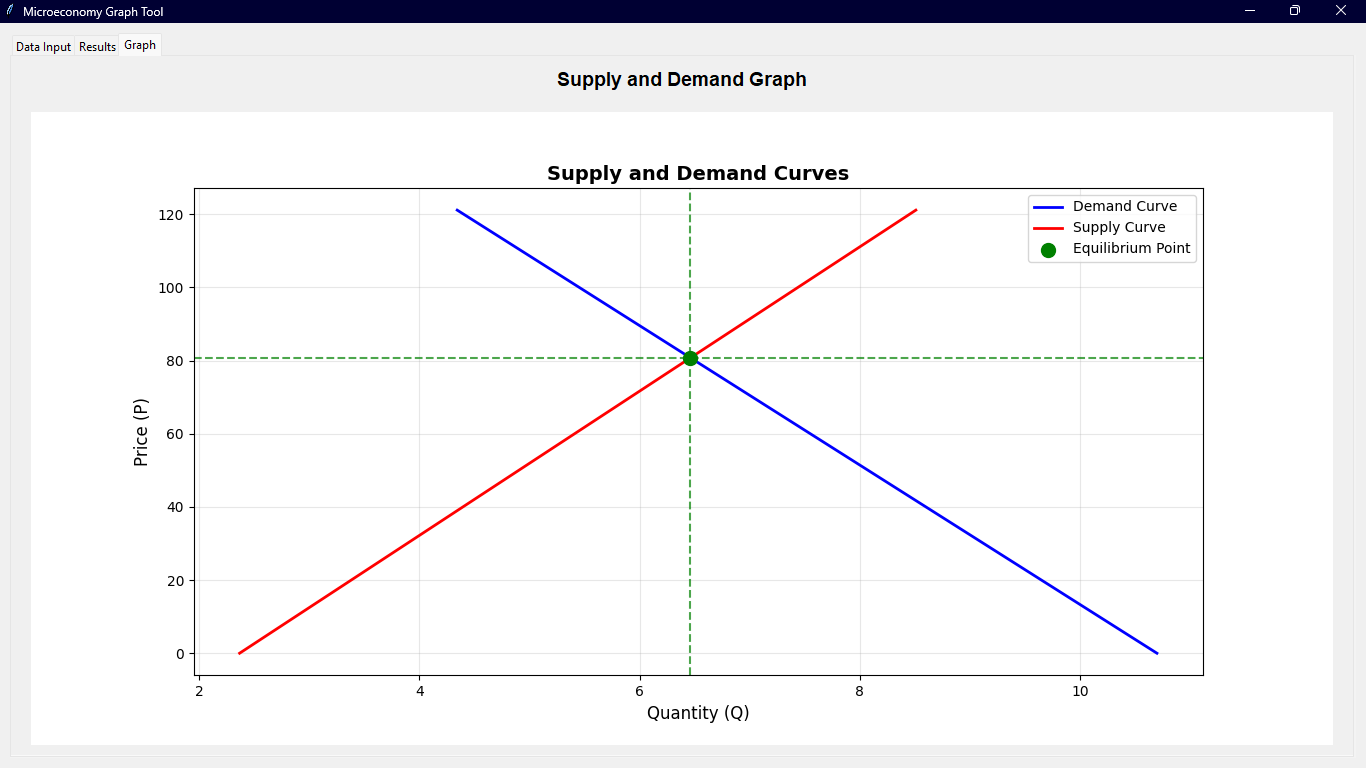 Microeconomy Graph Tool
Data Input Results Graph
Supply and Demand Graph
Supply and Demand Curves
Demand Curve
Supply Curve
Equilibrium Point
120
100
80
60
40
20
0
Price (P)
2 4 6 8 10
Quantity (Q)